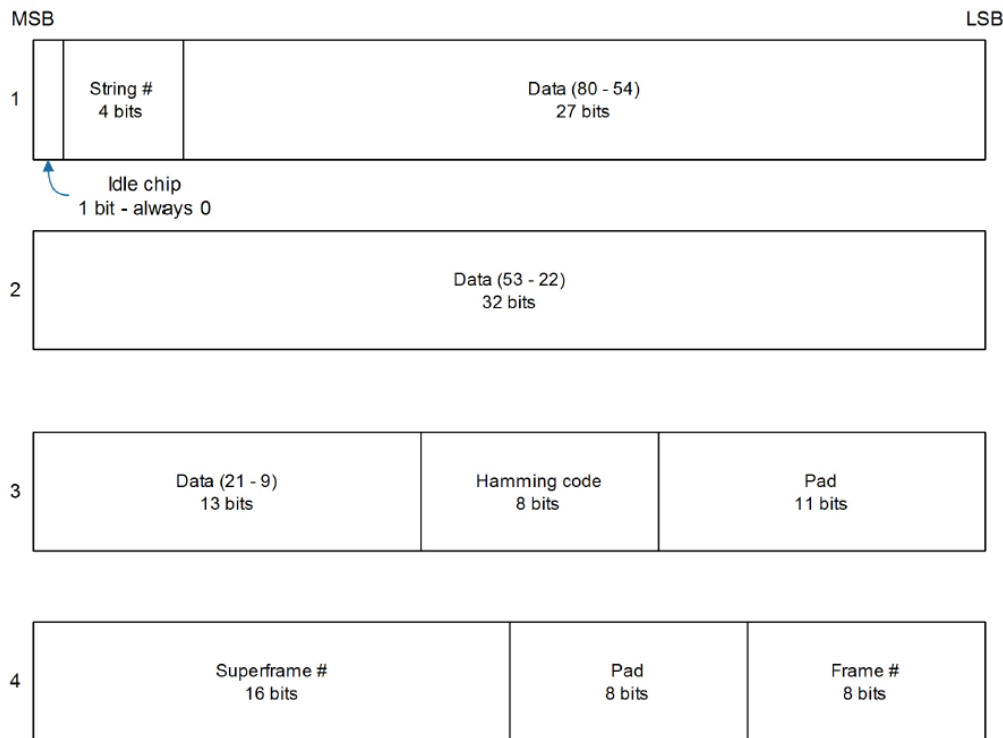 MSB
LSB
1
String #
4 bits
Data (80 - 54)
27 bits
Idle chip
1 bit - always 0
2
Data (53 - 22)
32 bits
3
Data (21 - 9)
13 bits
Hamming code
8 bits
Pad
11 bits
4
Superframe #
16 bits
Pad
8 bits
Frame #
8 bits